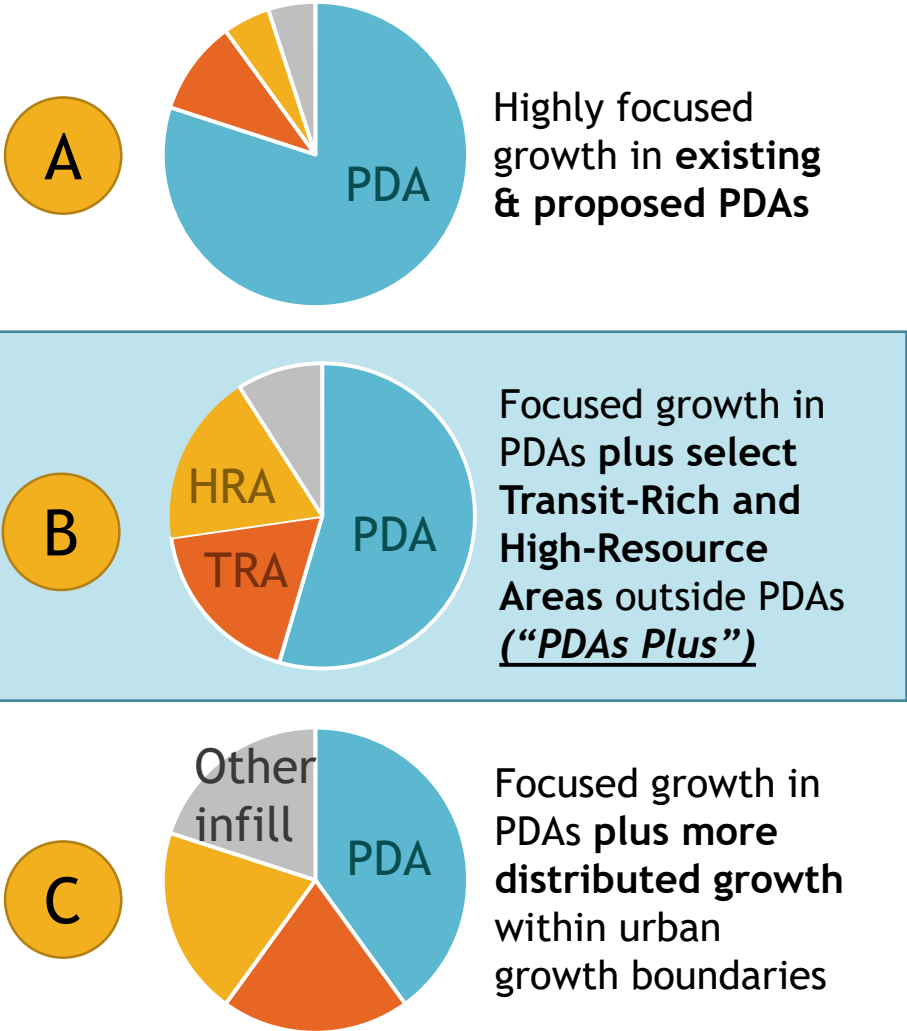 A
PDA
Highly focused
growth in existing
& proposed PDAs
B
HRA
TRA
PDA
Focused growth in
PDAs plus select
Transit-Rich and
High-Resource
Areas outside PDAs
(“PDAs Plus”)
C
Other
infill
PDA
Focused growth in
PDAs plus more
distributed growth
within urban
growth boundaries